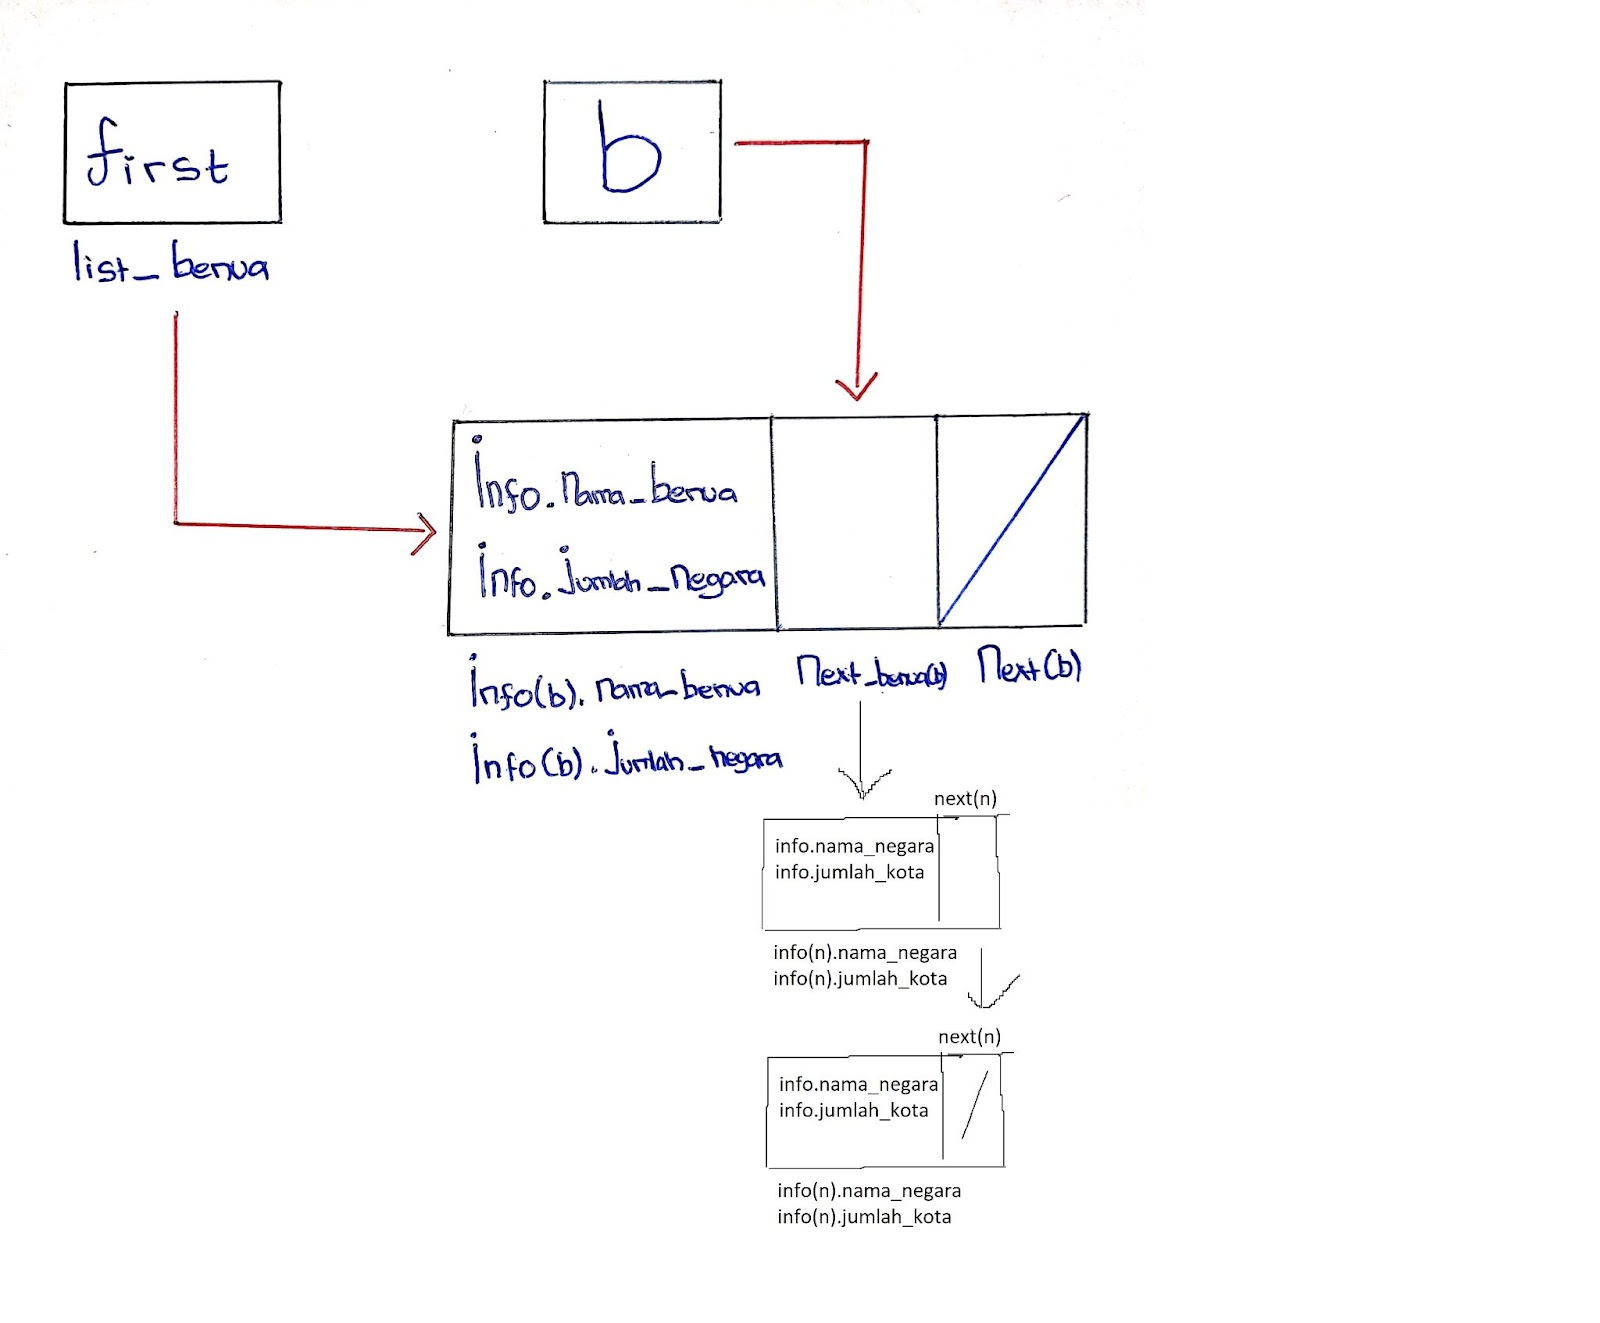 first
b
list_benua
Info.nama_benua
Info.jumlah_negara
Info(b).nama_benua
Next_benua(b)
Next(b)
Info(b).jumlah_negara
next(n)
info.nama_negara
info.jumlah_kota
info(n).nama_negara
info(n).jumlah_kota
next(n)
info.nama_negara
info.jumlah_kota
info(n).nama_negara
info(n).jumlah_kota